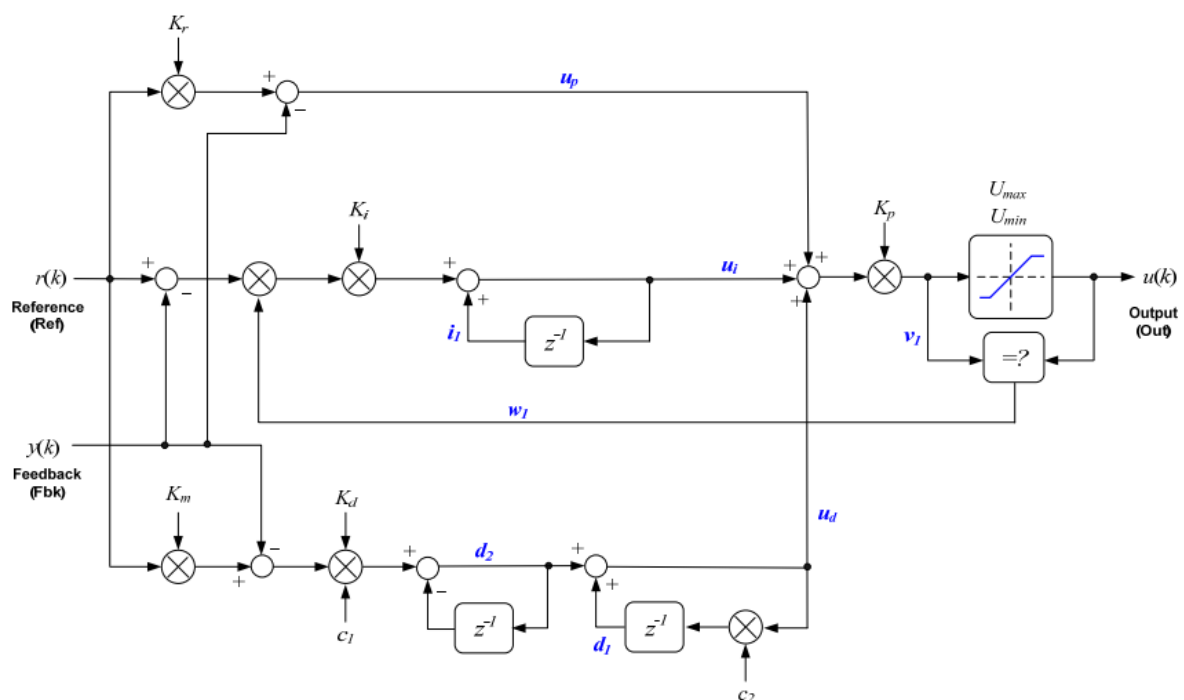 K_r
+
−
u_p
U_max
U_min
K_i
K_p
r(k)
Reference
(Ref)
+
−
+
+
u_i
+
+
+
u(k)
Output
(Out)
i_1
z^-1
v_1
=?
w_1
y(k)
Feedback
(Fbk)
K_m
K_d
u_d
−
+
+
−
d_2
+
+
z^-1
d_1
z^-1
c_1
c_2